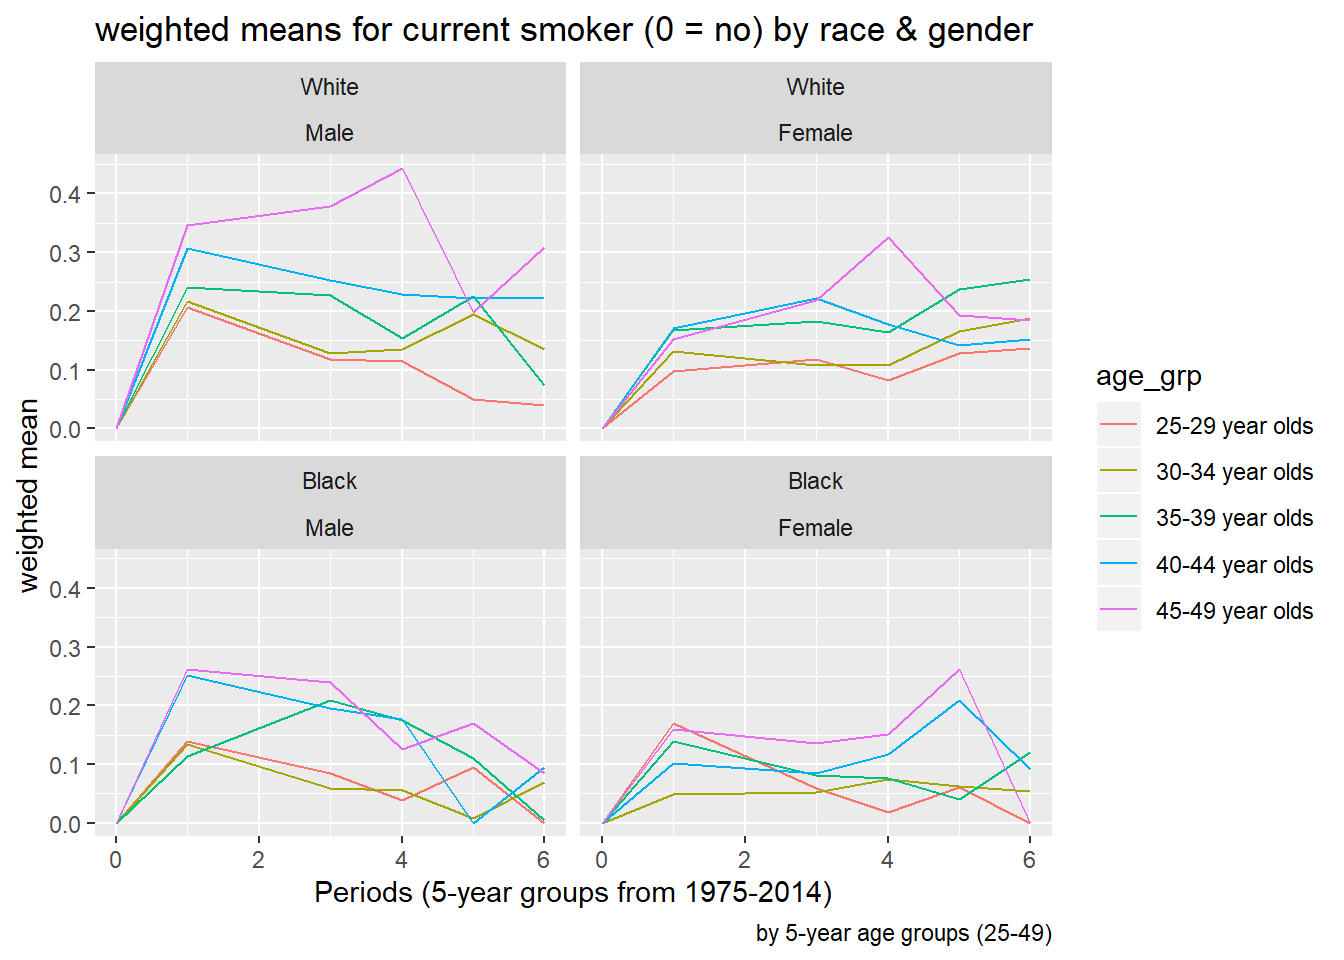 weighted means for current smoker (0 = no) by race & gender
White
Male
White
Female
0.4
0.3
0.2
0.1
0.0
Black
Male
Black
Female
0.4
0.3
0.2
0.1
0.0
0 2 4 6
0 2 4 6
weighted mean
Periods (5-year groups from 1975-2014)
by 5-year age groups (25-49)
age_grp
25-29 year olds
30-34 year olds
35-39 year olds
40-44 year olds
45-49 year olds